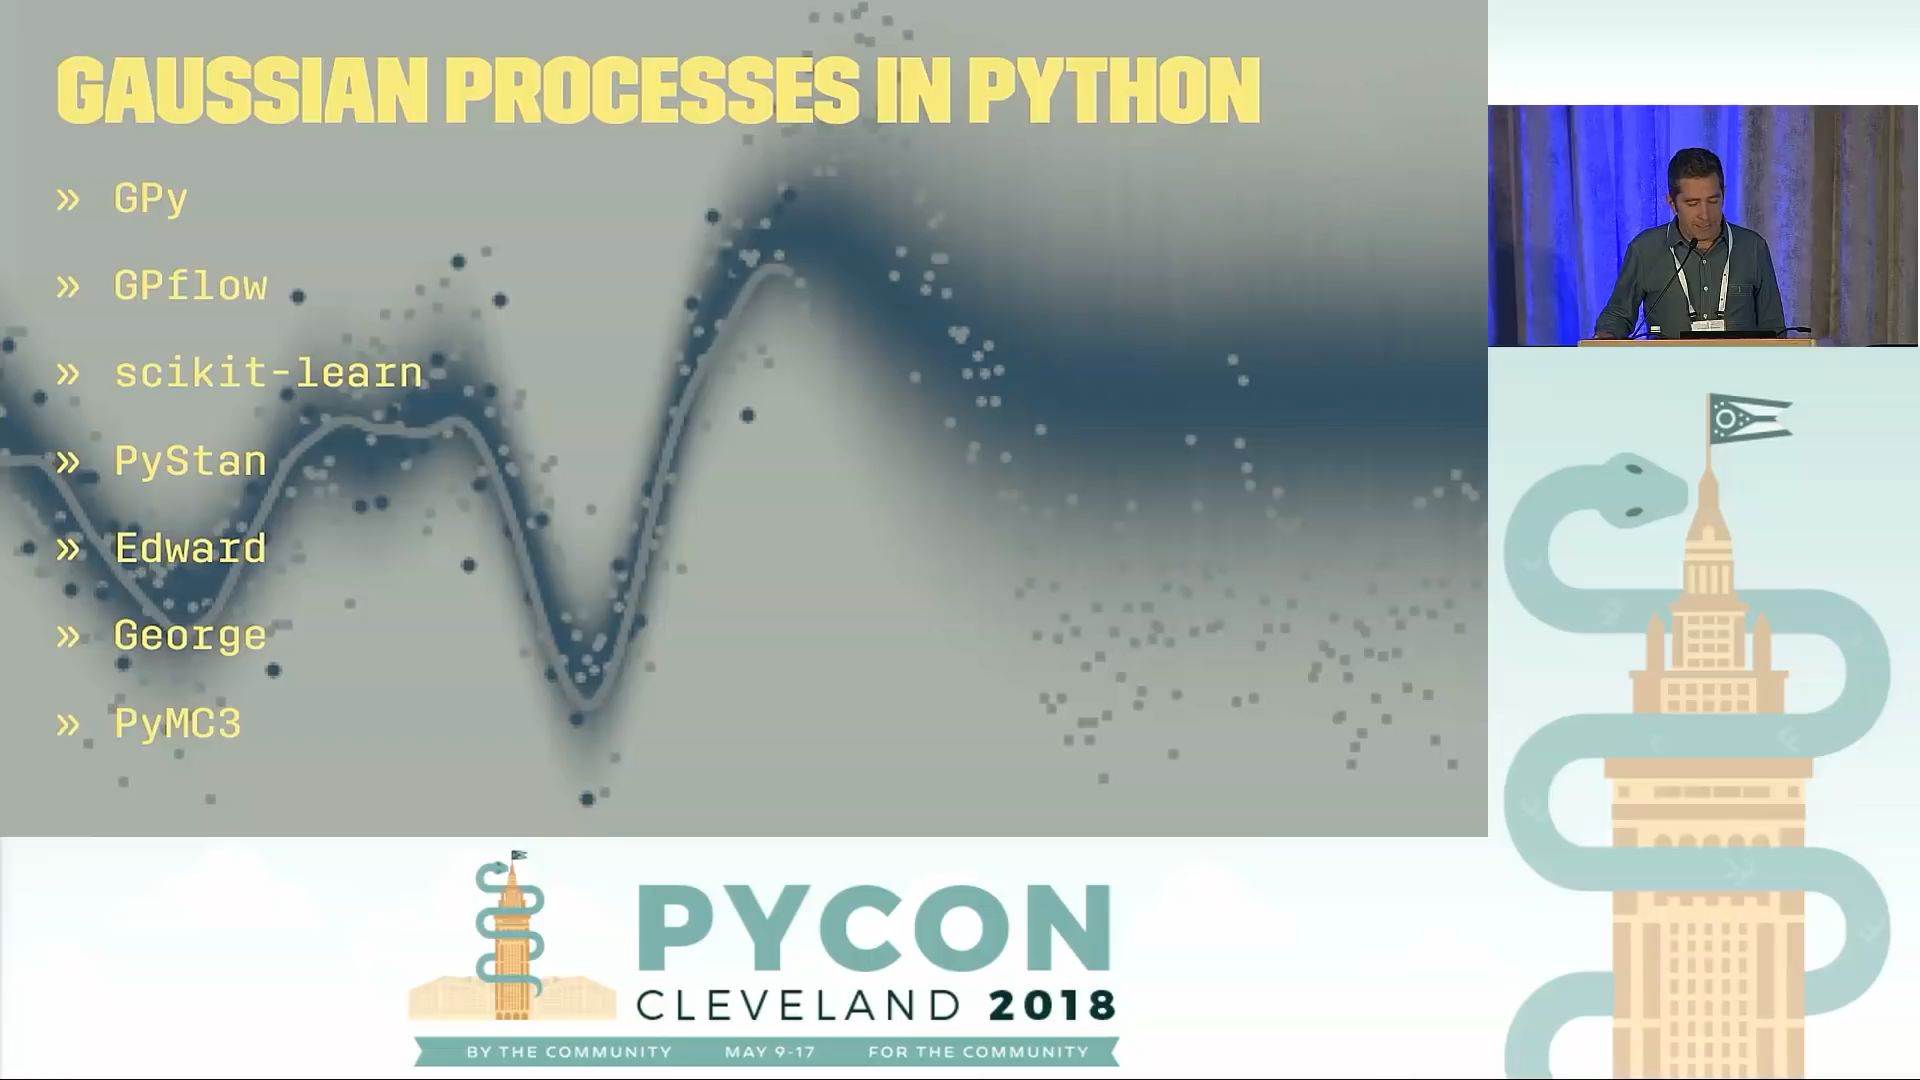 GAUSSIAN PROCESSES IN PYTHON
» GPy
» GPflow
» scikit-learn
» PyStan
» Edward
» George
» PyMC3
PYCON
CLEVELAND 2018
BY THE COMMUNITY MAY 9-17 FOR THE COMMUNITY